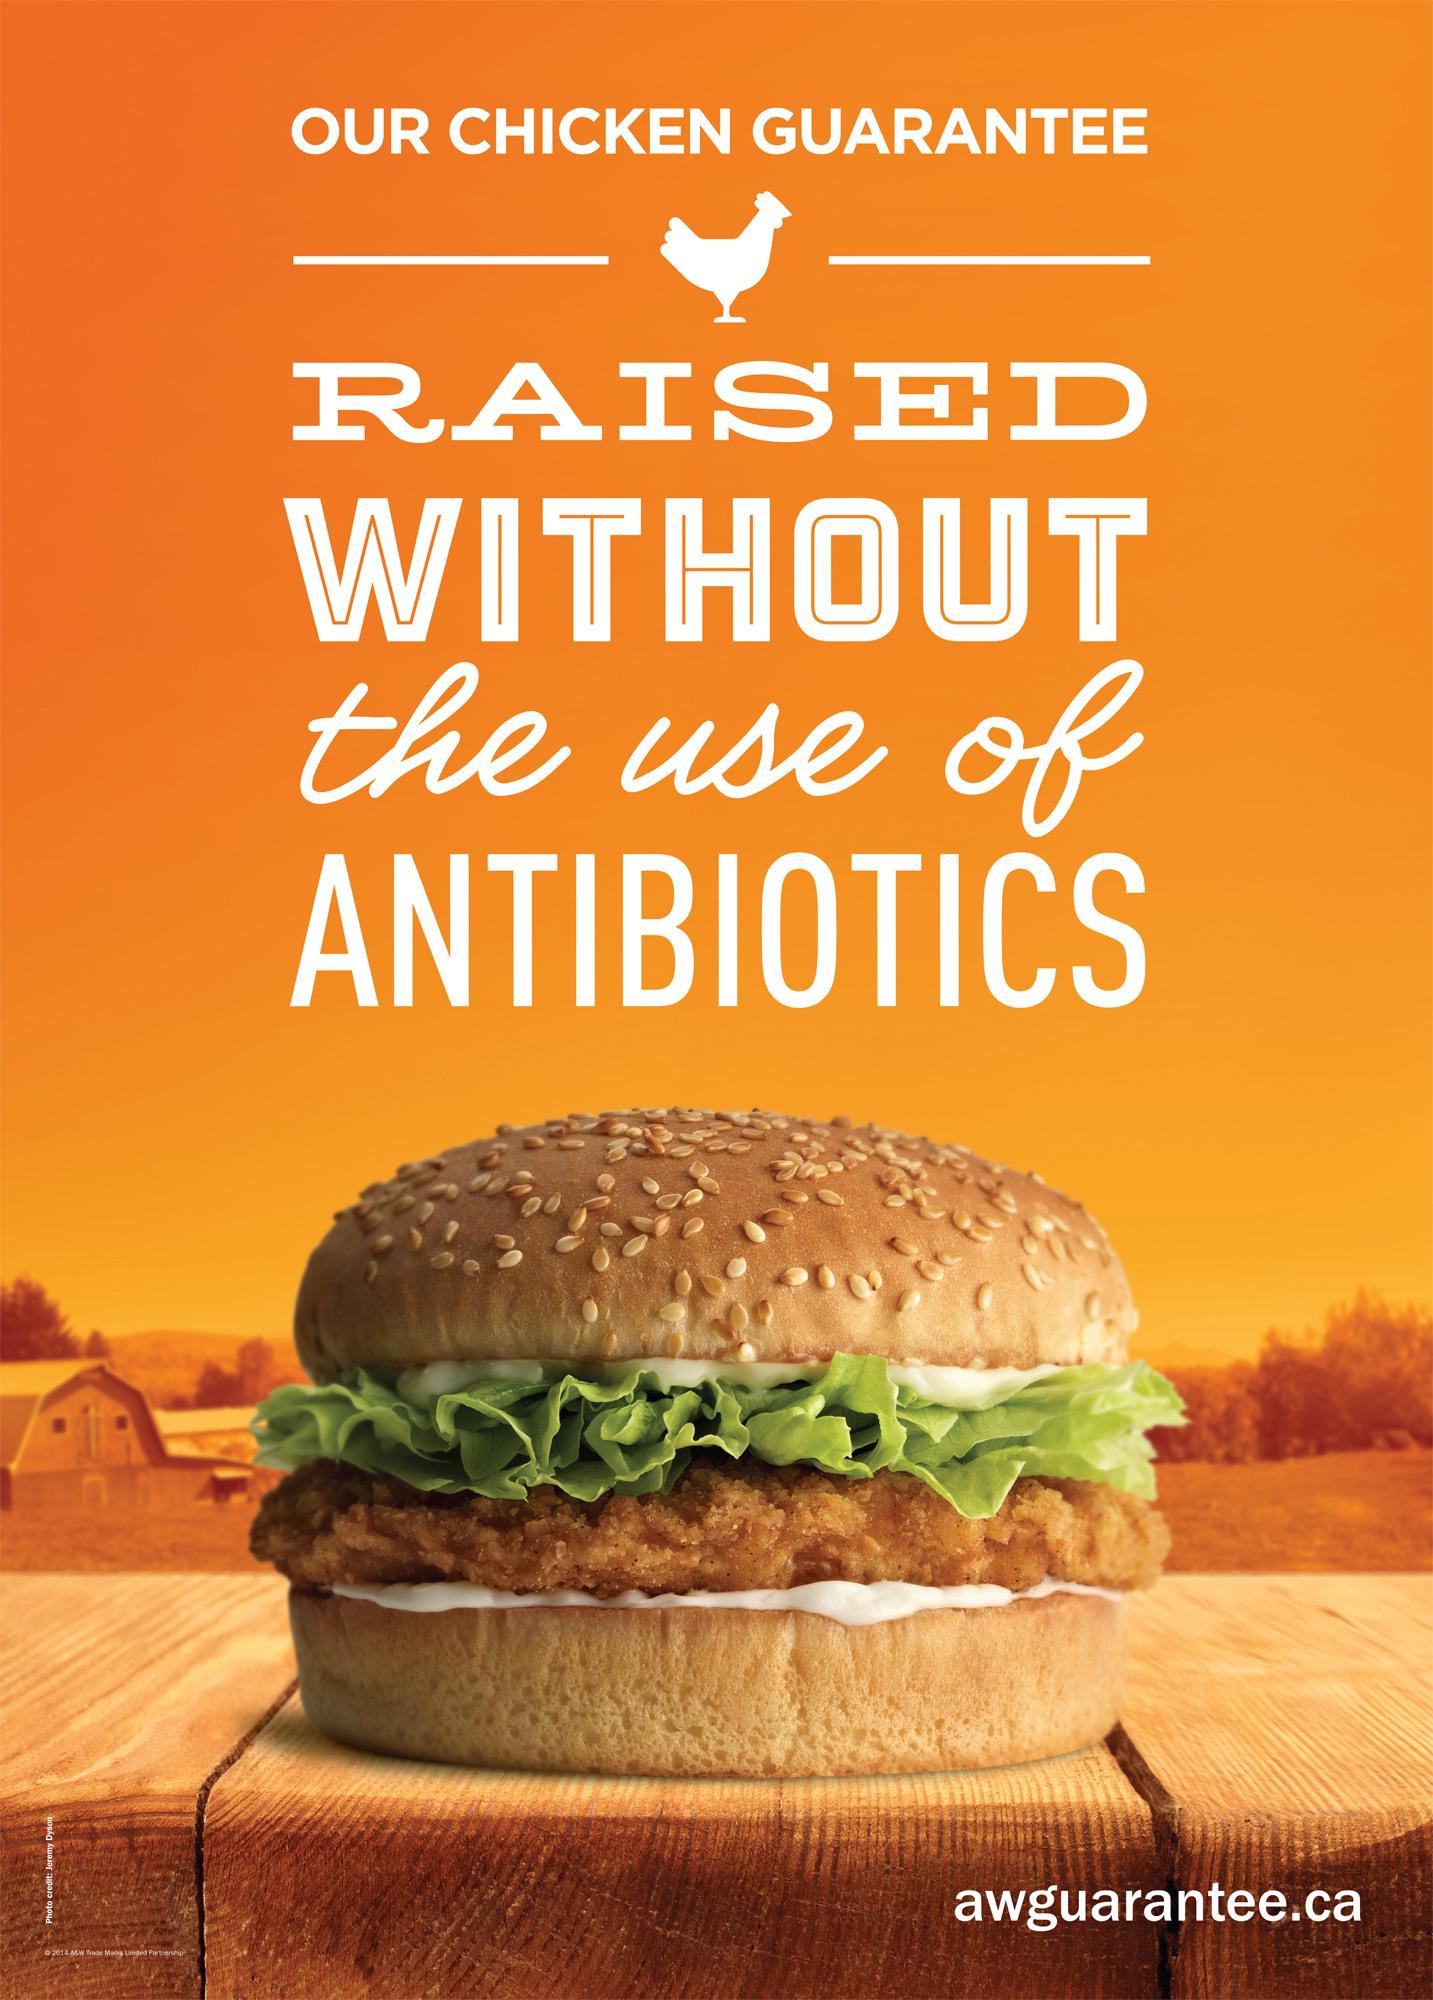 OUR CHICKEN GUARANTEE
RAISED
WITHOUT
the use of
ANTIBIOTICS
awguarantee.ca
Photo credit: Jeremy Dyson
© 2014 A&W Trade Marks Limited Partnership